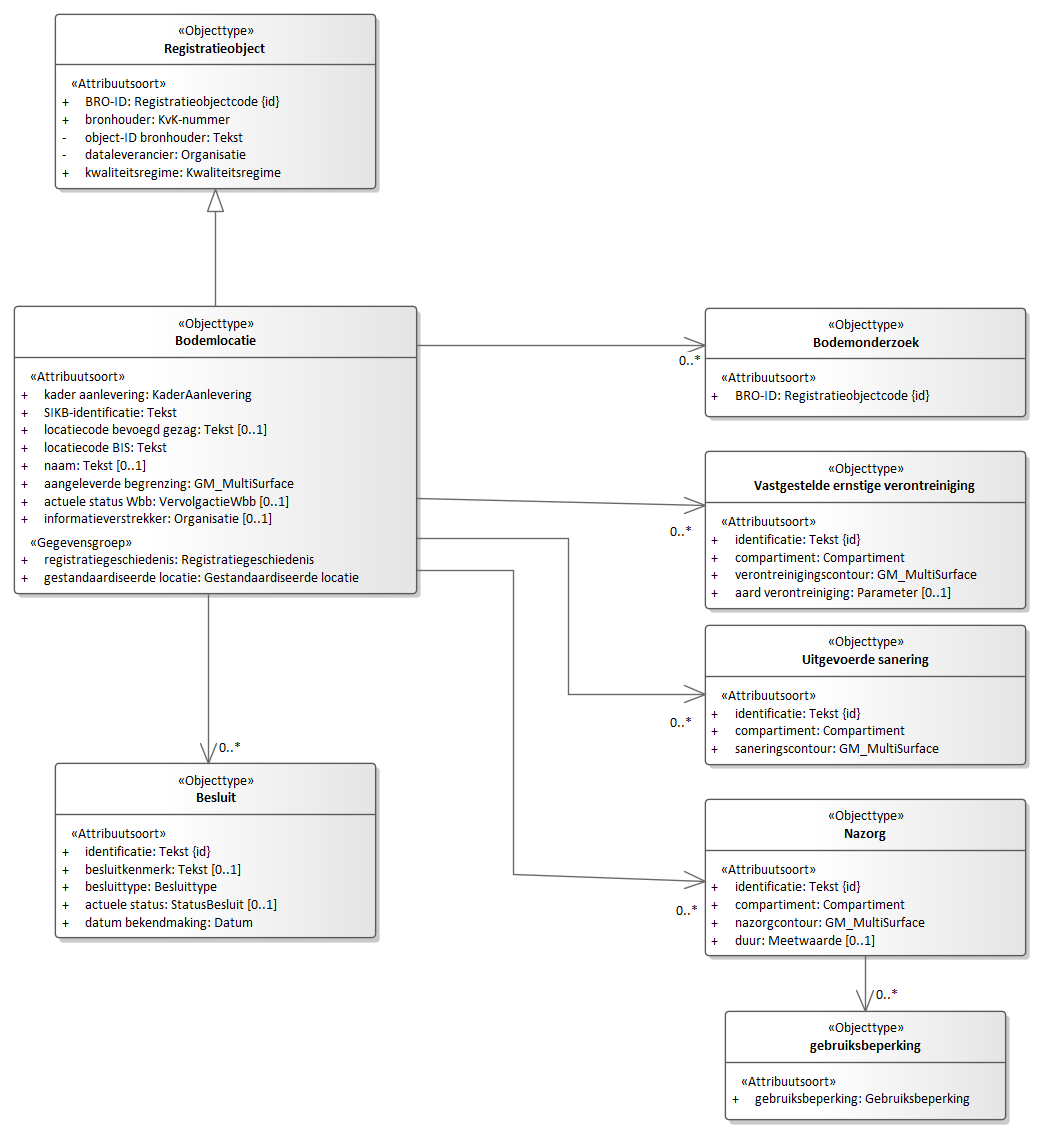 «Objecttype»
Registratieobject
«Attribuutsoort»
+ BRO-ID: Registratieobjectcode {id}
+ bronhouder: KvK-nummer
- object-ID bronhouder: Tekst
- dataleverancier: Organisatie
+ kwaliteitsregime: Kwaliteitsregime
«Objecttype»
Bodemlocatie
«Attribuutsoort»
+ kader aanlevering: KaderAanlevering
+ SIKB-identificatie: Tekst
+ locatiecode bevoegd gezag: Tekst [0..1]
+ locatiecode BIS: Tekst
+ naam: Tekst [0..1]
+ aangeleverde begrenzing: GM_MultiSurface
+ actuele status Wbb: VervolgactieWbb [0..1]
+ informatieverstrekker: Organisatie [0..1]
«Gegevensgroep»
+ registratiegeschiedenis: Registratiegeschiedenis
+ gestandaardiseerde locatie: Gestandaardiseerde locatie
0..*
«Objecttype»
Bodemonderzoek
«Attribuutsoort»
+ BRO-ID: Registratieobjectcode {id}
0..*
«Objecttype»
Vastgestelde ernstige verontreiniging
«Attribuutsoort»
+ identificatie: Tekst {id}
+ compartiment: Compartiment
+ verontreinigingscontour: GM_MultiSurface
+ aard verontreiniging: Parameter [0..1]
0..*
«Objecttype»
Uitgevoerde sanering
«Attribuutsoort»
+ identificatie: Tekst {id}
+ compartiment: Compartiment
+ saneringscontour: GM_MultiSurface
0..*
«Objecttype»
Besluit
«Attribuutsoort»
+ identificatie: Tekst {id}
+ besluitkenmerk: Tekst [0..1]
+ besluittype: Besluittype
+ actuele status: StatusBesluit [0..1]
+ datum bekendmaking: Datum
0..*
«Objecttype»
Nazorg
«Attribuutsoort»
+ identificatie: Tekst {id}
+ compartiment: Compartiment
+ nazorgcontour: GM_MultiSurface
+ duur: Meetwaarde [0..1]
0..*
«Objecttype»
gebruiksbeperking
«Attribuutsoort»
+ gebruiksbeperking: Gebruiksbeperking